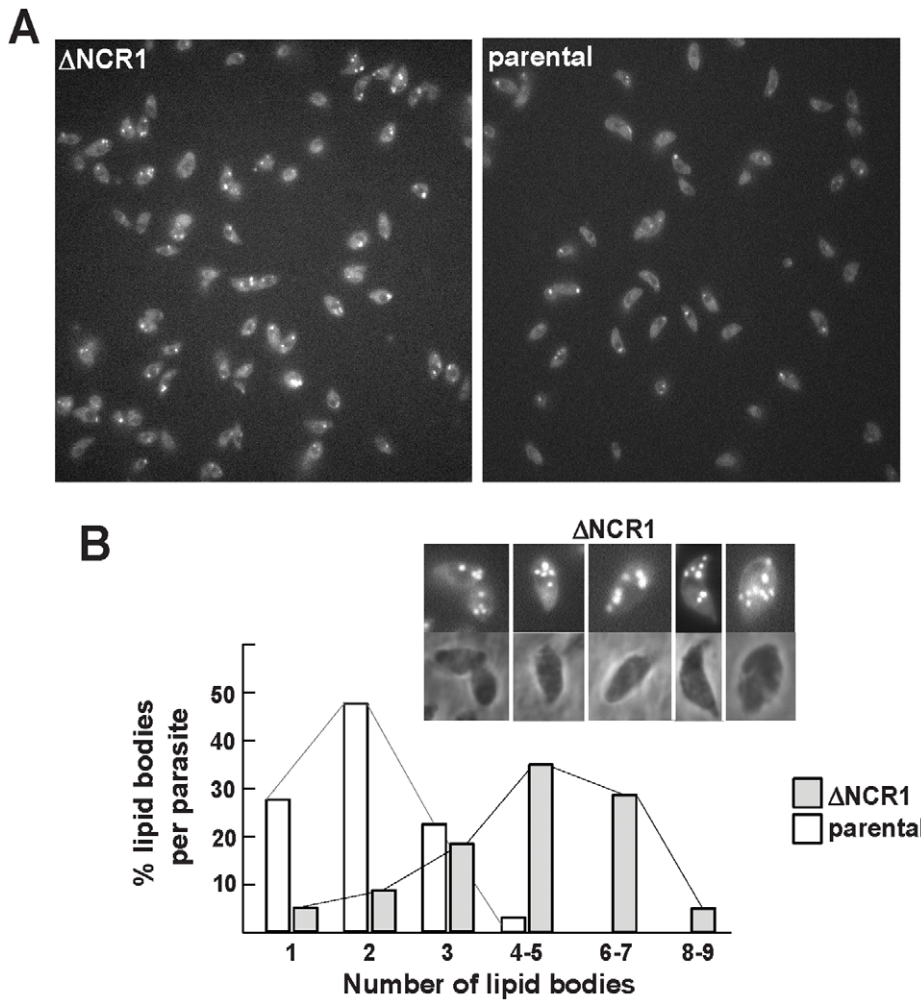 A
ΔNCR1
parental
B
ΔNCR1
% lipid bodies
per parasite
50
40
30
20
10
1 2 3 4-5 6-7 8-9
Number of lipid bodies
ΔNCR1
parental